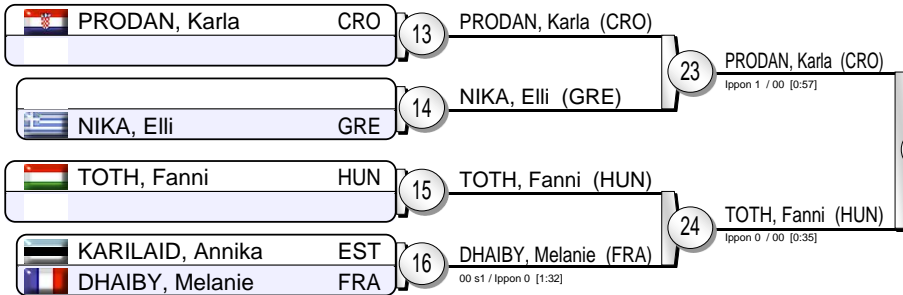 PRODAN, Karla CRO
13
PRODAN, Karla (CRO)
23
PRODAN, Karla (CRO)
Ippon 1 / 00 [0:57]
14
NIKA, Elli (GRE)
NIKA, Elli GRE
TOTH, Fanni HUN
15
TOTH, Fanni (HUN)
24
TOTH, Fanni (HUN)
Ippon 0 / 00 [0:35]
KARILAID, Annika EST
16
DHAIBY, Melanie (FRA)
00 s1 / Ippon 0 [1:32]
DHAIBY, Melanie FRA